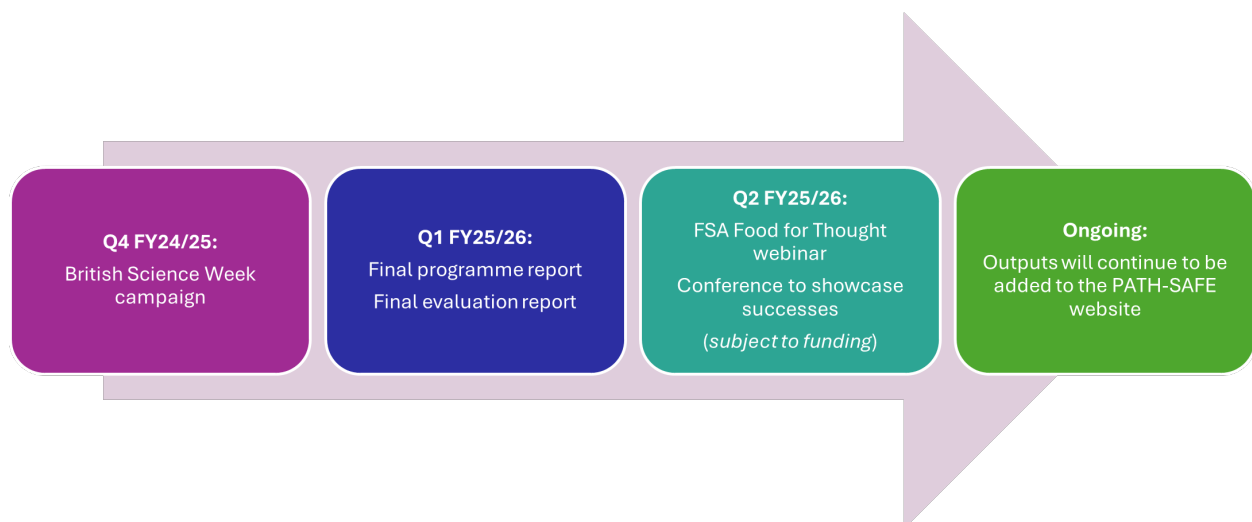 Q4 FY24/25:
British Science Week
campaign
Q1 FY25/26:
Final programme report
Final evaluation report
Q2 FY25/26:
FSA Food for Thought
webinar
Conference to showcase
successes
(subject to funding)
Ongoing:
Outputs will continue to be
added to the PATH-SAFE
website